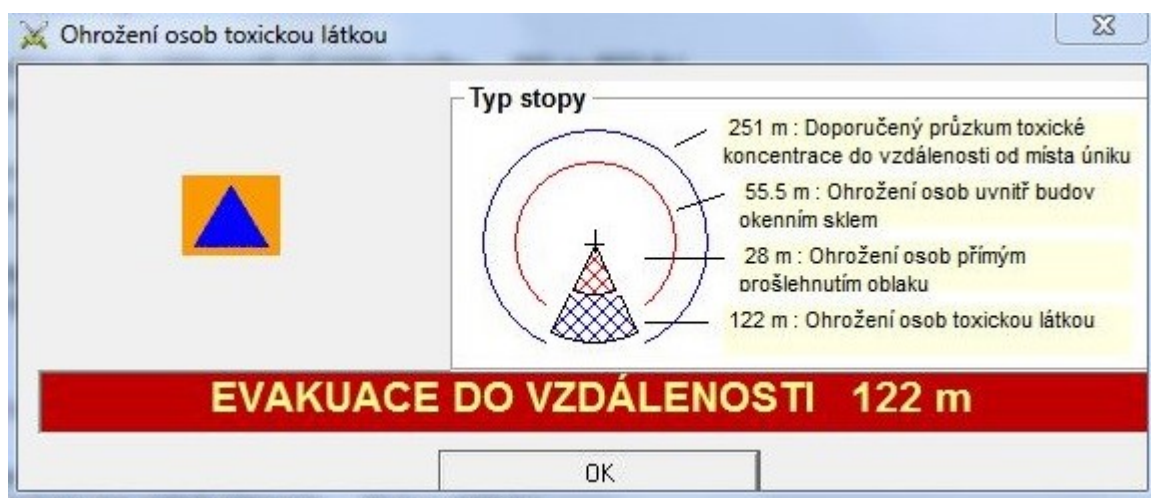 Ohrožení osob toxickou látkou
Typ stopy
251 m : Doporučený průzkum toxické
koncentrace do vzdálenosti od místa úniku
55.5 m : Ohrožení osob uvnitř budov
okenním sklem
28 m : Ohrožení osob přímým
prošlehnutím oblaku
122 m : Ohrožení osob toxickou látkou
EVAKUACE DO VZDÁLENOSTI 122 m
OK